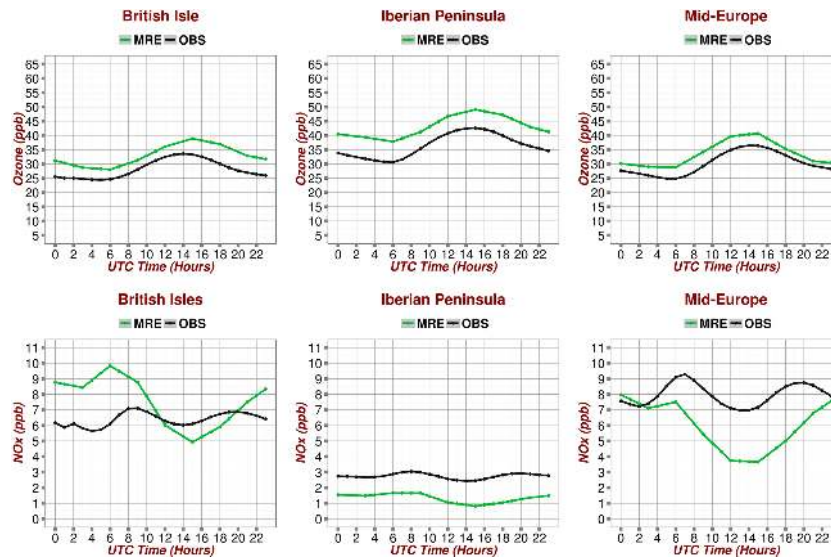 British Isle Iberian Peninsula Mid-Europe
MRE OBS MRE OBS MRE OBS
65 65 65
60 60 60
55 55 55
50 50 50
45 45 45
40 40 40
35 35 35
30 30 30
25 25 25
20 20 20
15 15 15
10 10 10
5 5 5
Ozone (ppb) Ozone (ppb) Ozone (ppb)
0 2 4 6 8 10 12 14 16 18 20 22 0 2 4 6 8 10 12 14 16 18 20 22 0 2 4 6 8 10 12 14 16 18 20 22
UTC Time (Hours) UTC Time (Hours) UTC Time (Hours)
British Isles Iberian Peninsula Mid-Europe
MRE OBS MRE OBS MRE OBS
11 11 11
10 10 10
9 9 9
8 8 8
7 7 7
6 6 6
5 5 5
4 4 4
3 3 3
2 2 2
1 1 1
0 0 0
NOx (ppb) NOx (ppb) NOx (ppb)
0 2 4 6 8 10 12 14 16 18 20 22 0 2 4 6 8 10 12 14 16 18 20 22 0 2 4 6 8 10 12 14 16 18 20 22
UTC Time (Hours) UTC Time (Hours) UTC Time (Hours)